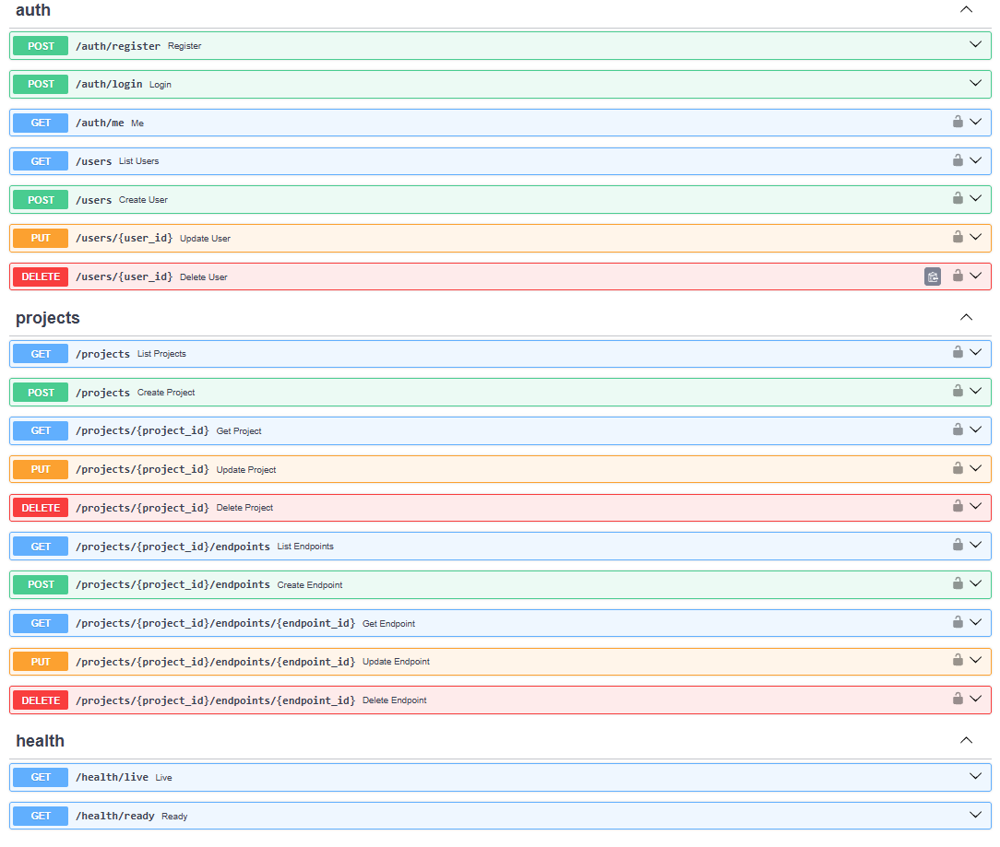 auth
POST /auth/register Register
POST /auth/login Login
GET /auth/me Me
GET /users List Users
POST /users Create User
PUT /users/{user_id} Update User
DELETE /users/{user_id} Delete User
projects
GET /projects List Projects
POST /projects Create Project
GET /projects/{project_id} Get Project
PUT /projects/{project_id} Update Project
DELETE /projects/{project_id} Delete Project
GET /projects/{project_id}/endpoints List Endpoints
POST /projects/{project_id}/endpoints Create Endpoint
GET /projects/{project_id}/endpoints/{endpoint_id} Get Endpoint
PUT /projects/{project_id}/endpoints/{endpoint_id} Update Endpoint
DELETE /projects/{project_id}/endpoints/{endpoint_id} Delete Endpoint
health
GET /health/live Live
GET /health/ready Ready